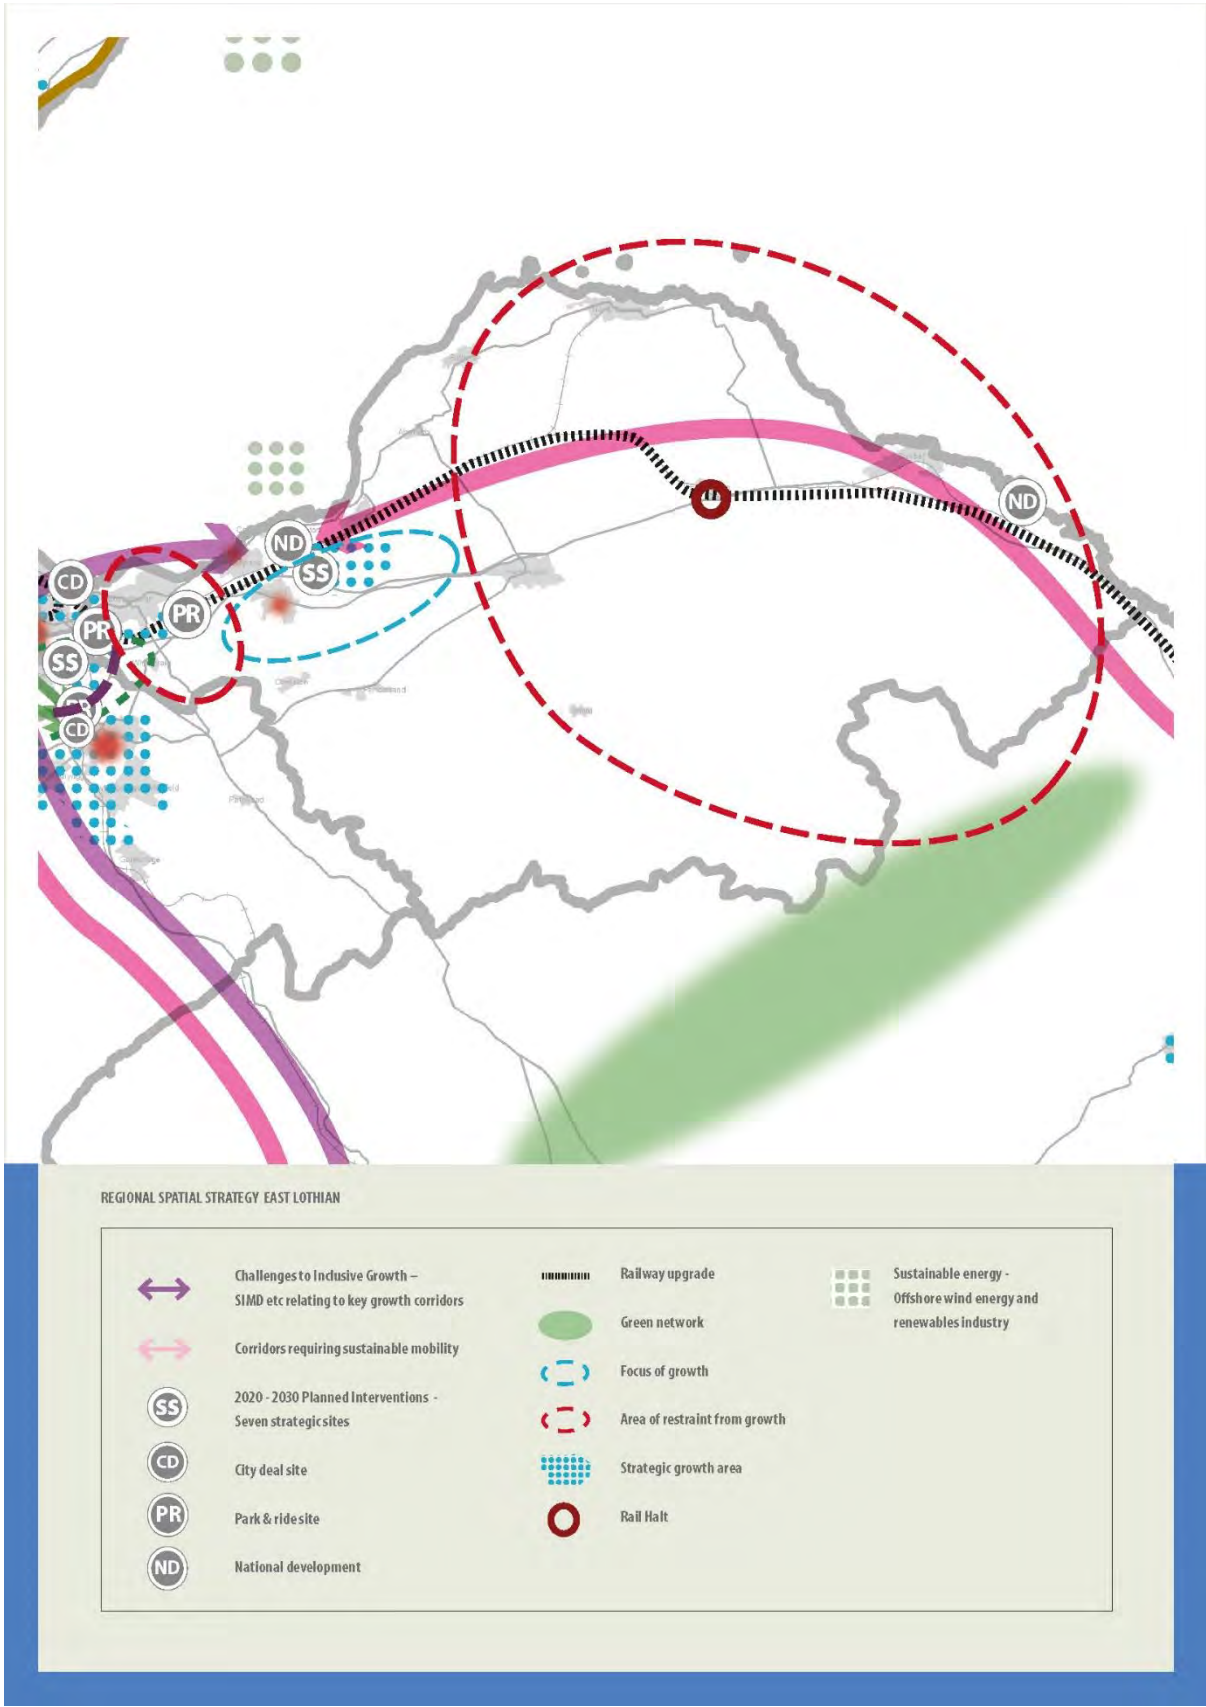 ND
ND
SS
CD
PR
PR
SS
CD
REGIONAL SPATIAL STRATEGY EAST LOTHIAN
Challenges to Inclusive Growth –
SIMD etc relating to key growth corridors
Corridors requiring sustainable mobility
SS
2020 - 2030 Planned Interventions -
Seven strategic sites
CD
City deal site
PR
Park & ride site
ND
National development
Railway upgrade
Green network
Focus of growth
Area of restraint from growth
Strategic growth area
Rail Halt
Sustainable energy -
Offshore wind energy and
renewables industry